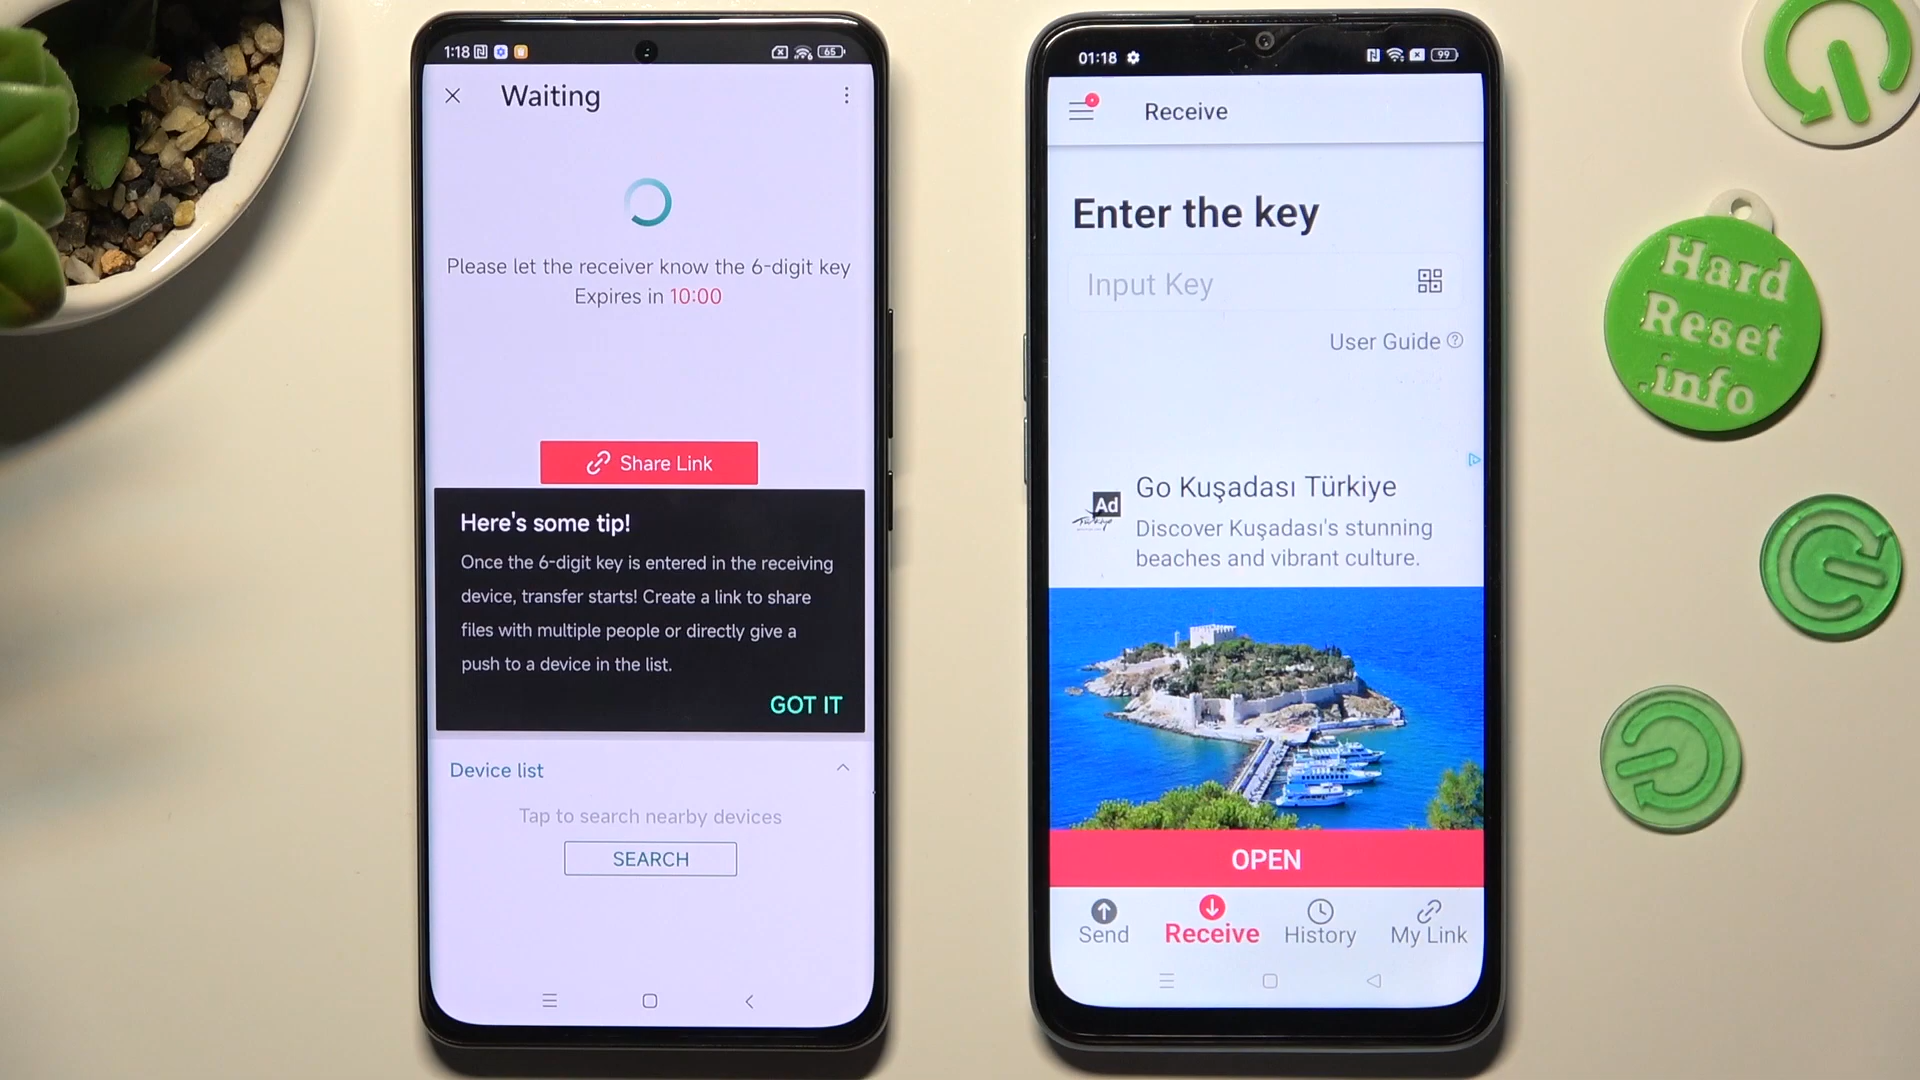 1:18
65
Waiting
Please let the receiver know the 6-digit key
Expires in 10:00
Share Link
Here's some tip!
Once the 6-digit key is entered in the receiving
device, transfer starts! Create a link to share
files with multiple people or directly give a
push to a device in the list.
GOT IT
Device list
Tap to search nearby devices
SEARCH
01:18
99
Receive
Enter the key
Input Key
User Guide
Ad
Go Kuşadası Türkiye
Discover Kuşadası's stunning
beaches and vibrant culture.
OPEN
Send
Receive
History
My Link
Hard
Reset
.info